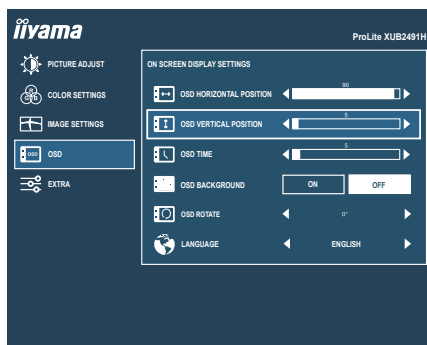 iiyama
ProLite XUB2491H
PICTURE ADJUST
COLOR SETTINGS
IMAGE SETTINGS
OSD
OSD
EXTRA
ON SCREEN DISPLAY SETTINGS
OSD HORIZONTAL POSITION
90
OSD VERTICAL POSITION
5
OSD TIME
5
OSD BACKGROUND
ON
OFF
OSD ROTATE
0°
LANGUAGE
ENGLISH